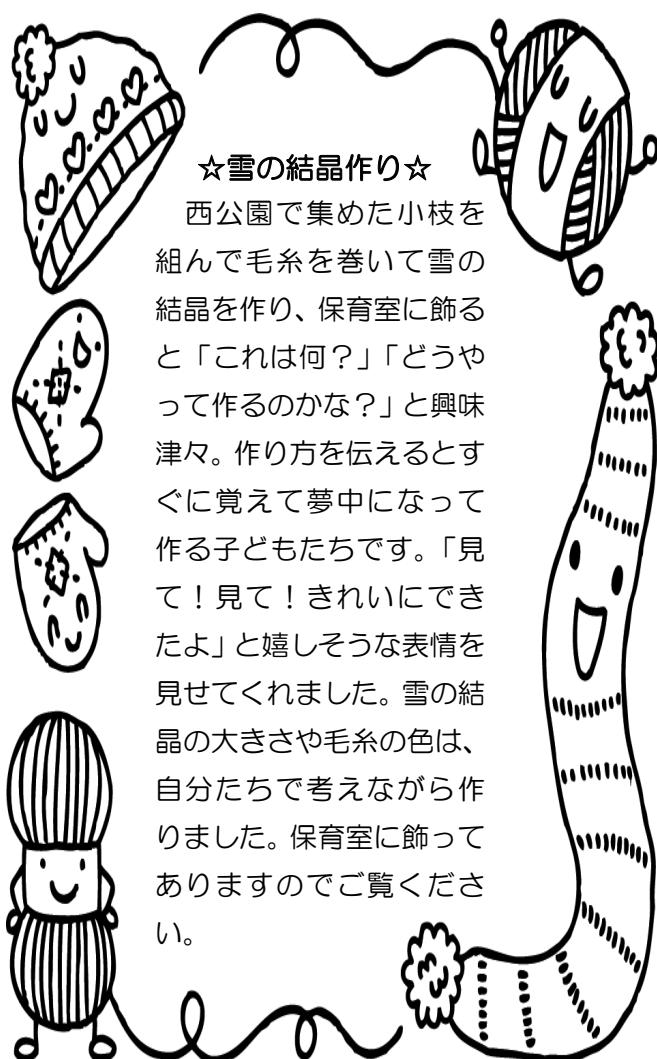 ☆雪の結晶作り☆
西公園で集めた小枝を
組んで毛糸を巻いて雪の
結晶を作り、保育室に飾る
と「これは何？」「どうや
って作るのかな？」と興味
津々。作り方を伝えるとす
ぐに覚えて夢中になって
作る子どもたちです。「見
て！見て！きれいにでき
たよ」と嬉しそうな表情を
見せてくれました。雪の結
晶の大きさや毛糸の色は、
自分たちで考えながら作
りました。保育室に飾って
ありますのでご覧くださ
い。